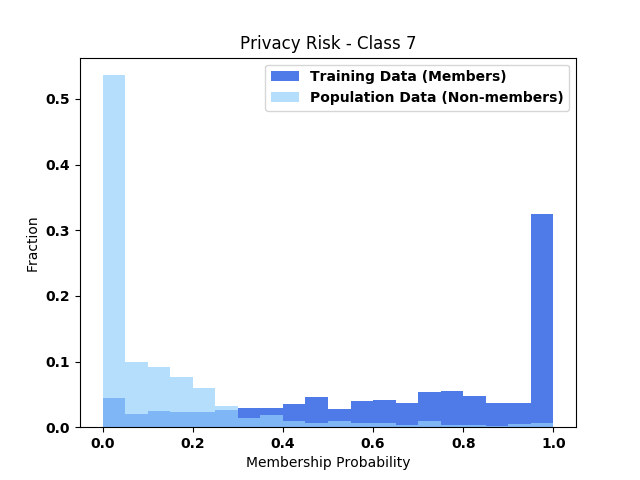 Privacy Risk - Class 7
Training Data (Members)
Population Data (Non-members)
Fraction
0.5
0.4
0.3
0.2
0.1
0.0
0.0 0.2 0.4 0.6 0.8 1.0
Membership Probability